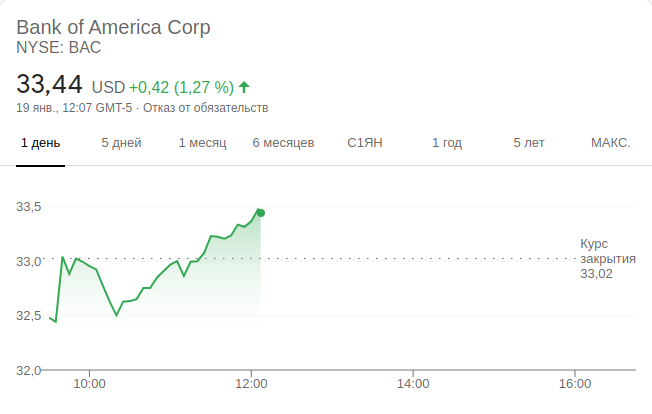 Bank of America Corp
NYSE: BAC
33,44 USD +0,42 (1,27 %)
19 янв., 12:07 GMT-5 · Отказ от обязательств
1 день 5 дней 1 месяц 6 месяцев С1ЯН 1 год 5 лет МАКС.
33,5
Курс
33,0 закрытия
33,02
32,5
32,0
10:00 12:00 14:00 16:00